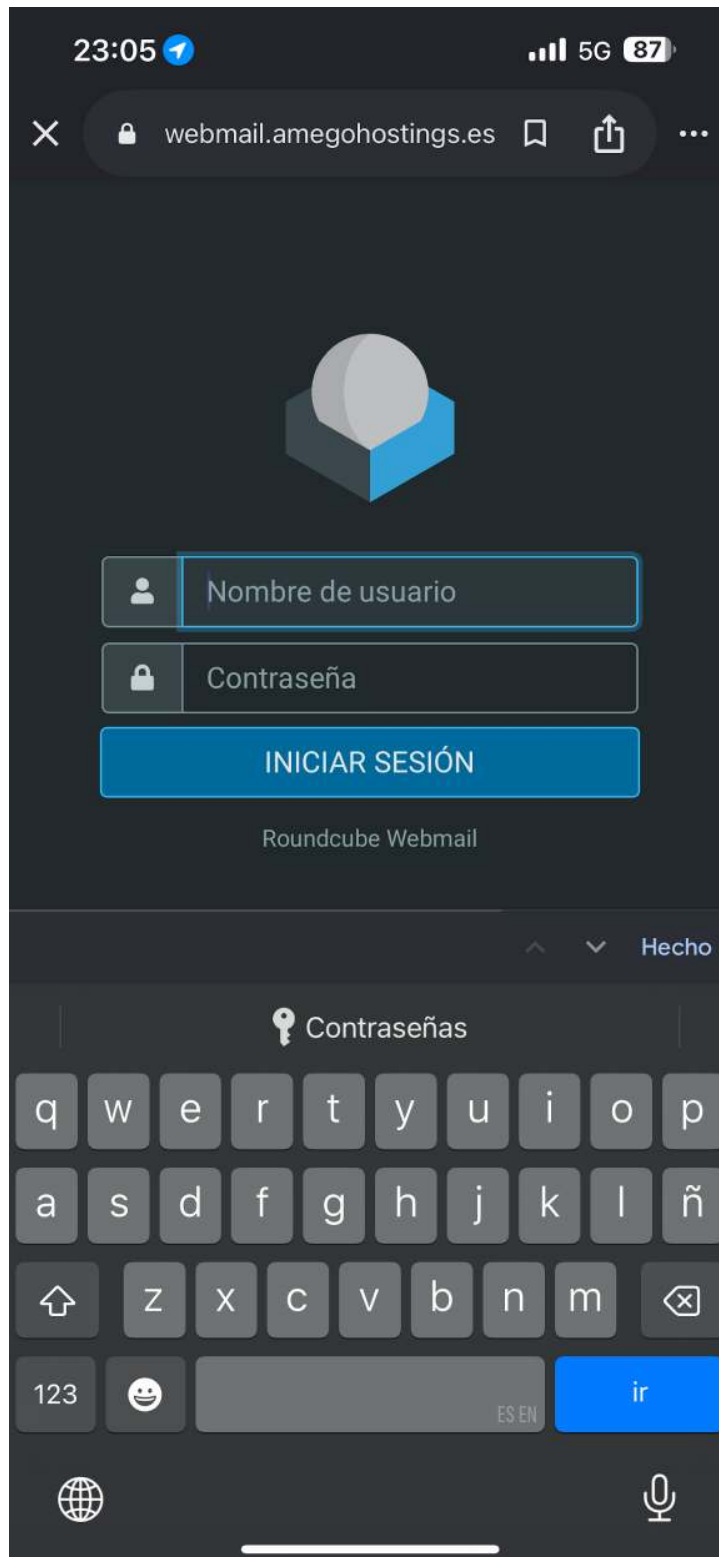 23:05
5G 87
webmail.amegohostings.es
Nombre de usuario
Contraseña
INICIAR SESIÓN
Roundcube Webmail
Hecho
Contraseñas
q w e r t y u i o p
a s d f g h j k l ñ
z x c v b n m
123
ES EN
ir